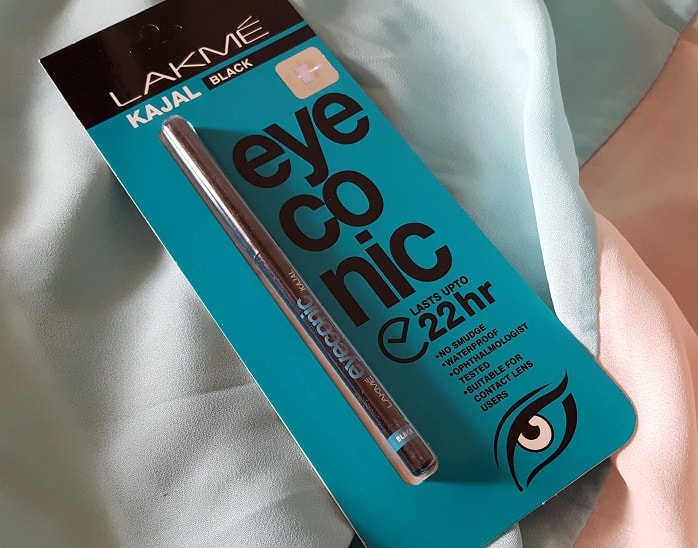 LAKMÉ
KAJAL BLACK
eye
co
nic
LASTS UPTO
22hr
•NO SMUDGE
•WATERPROOF
•OPHTHALMOLOGIST
TESTED
•SUITABLE FOR
CONTACT LENS
USERS
eyeconic KAJAL
LAKMÉ
BLACK